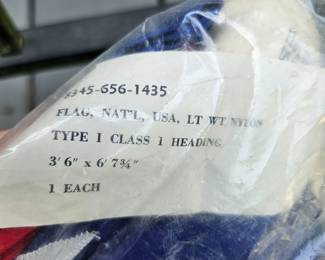 8345-656-1435
FLAG, NAT'L, USA, LT WT NYLON
TYPE I CLASS 1 HEADING
3' 6" x 6' 7¾"
1 EACH